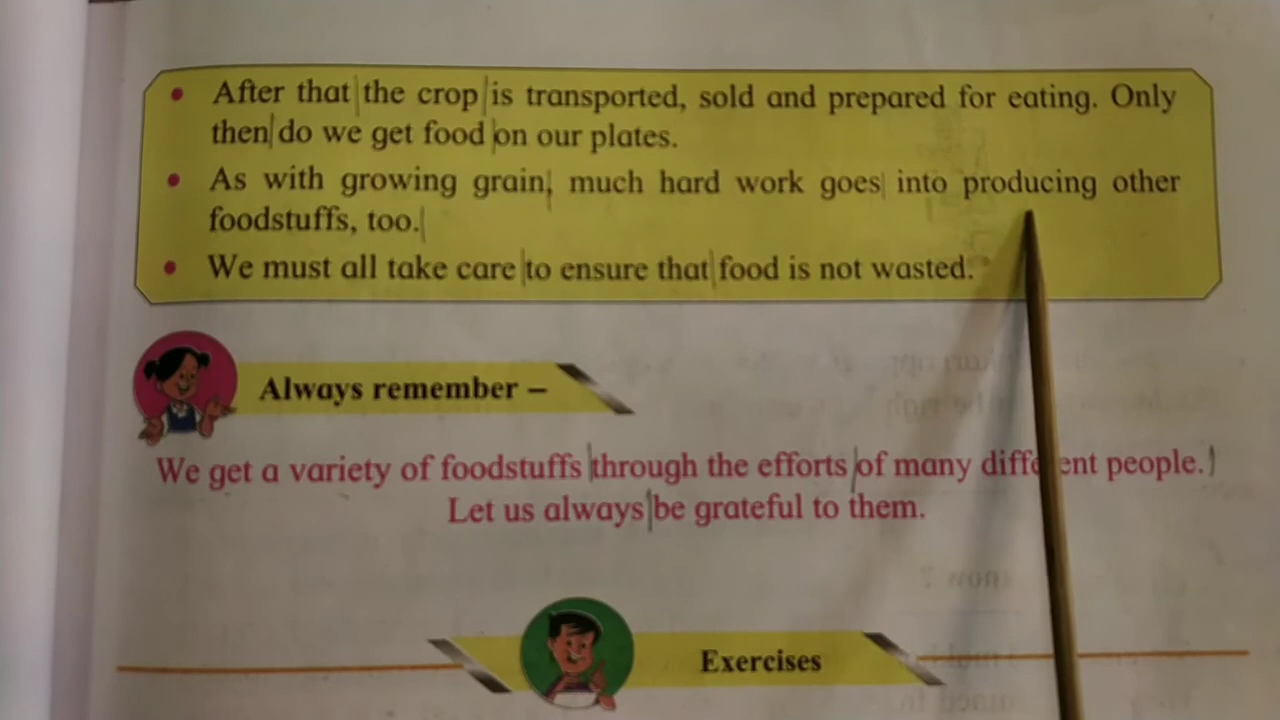 • After that the crop is transported, sold and prepared for eating. Only
then do we get food on our plates.
• As with growing grain, much hard work goes into producing other
foodstuffs, too.
• We must all take care to ensure that food is not wasted.
Always remember –
We get a variety of foodstuffs through the efforts of many different people.
Let us always be grateful to them.
Exercises